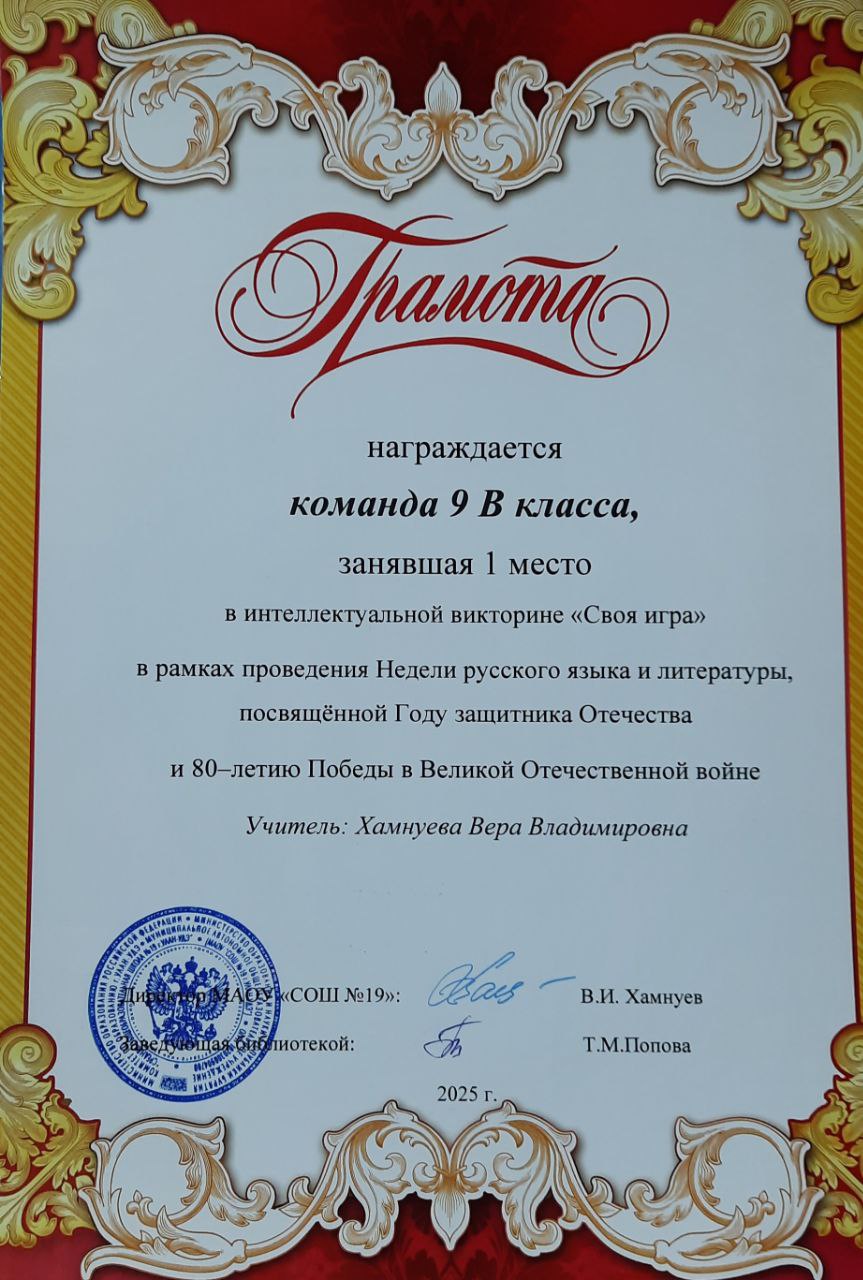 Грамота
награждается
команда 9 В класса,
занявшая 1 место
в интеллектуальной викторине «Своя игра»
в рамках проведения Недели русского языка и литературы,
посвящённой Году защитника Отечества
и 80–летию Победы в Великой Отечественной войне
Учитель: Хамнуева Вера Владимировна
Директор МАОУ «СОШ №19»: В.И. Хамнуев
Заведующая библиотекой: Т.М.Попова
2025 г.